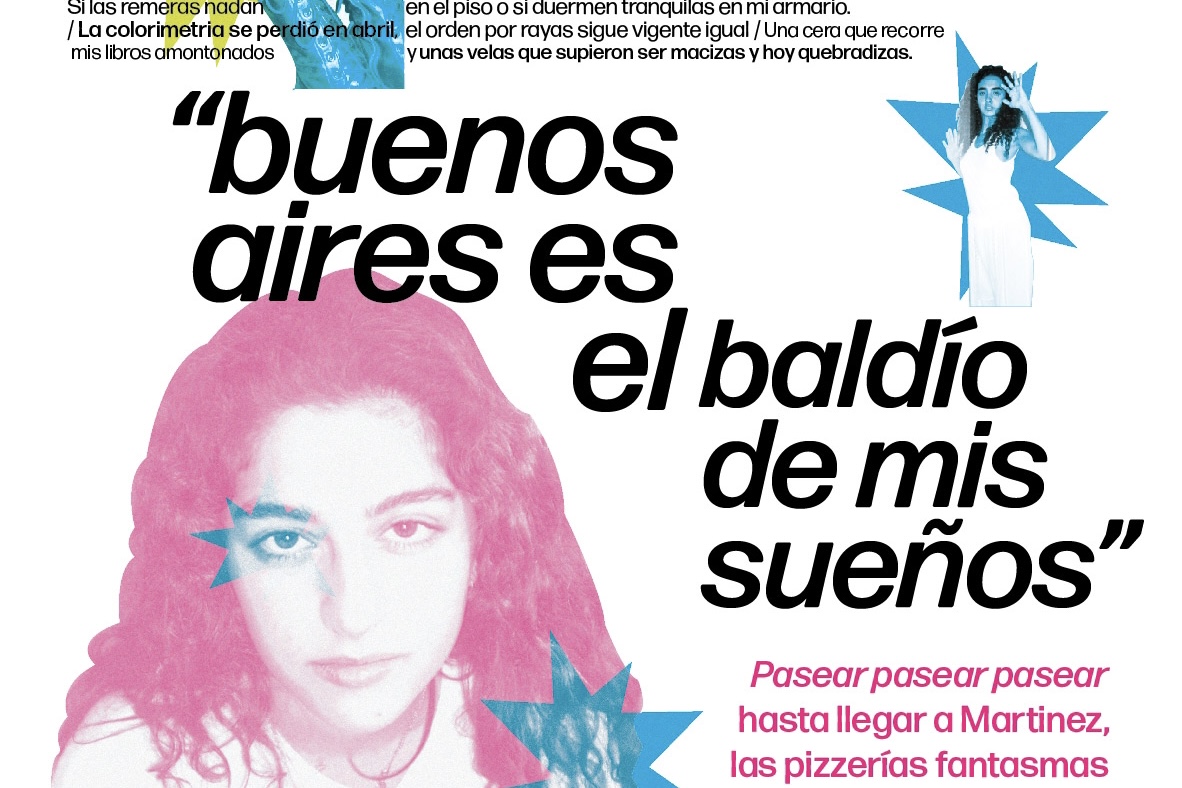 Si las remeras nadan en el piso o si duermen tranquilas en mi armario.
/ La colorimetria se perdió en abril, el orden por rayas sigue vigente igual / Una cera que recorre
mis libros amontonados y unas velas que supieron ser macizas y hoy quebradizas.
“buenos
aires es
el baldío
de mis
sueños”
Pasear pasear pasear
hasta llegar a Martinez,
las pizzerías fantasmas